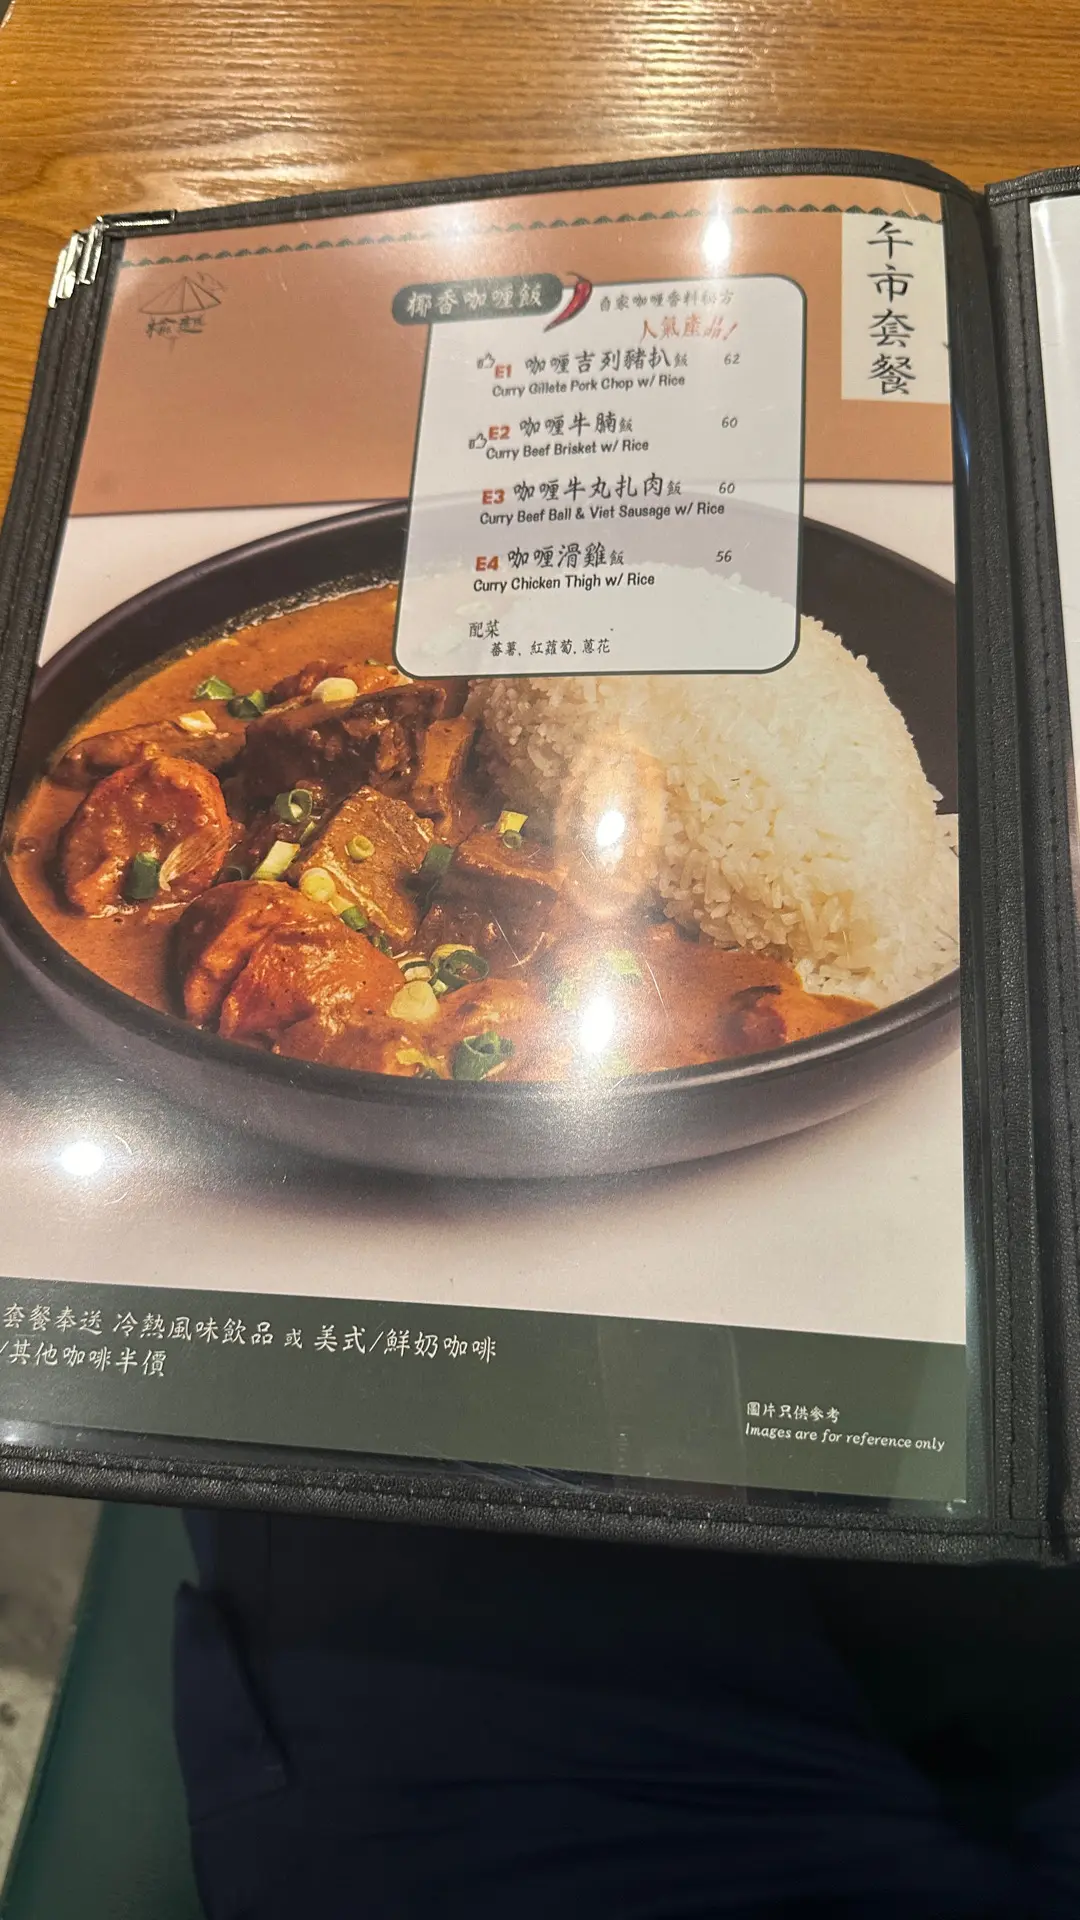 午市套餐
椰香咖喱飯
自家咖喱香料秘方
人氣產品!
E1 咖喱吉列豬扒飯 62
Curry Gillete Pork Chop w/ Rice
E2 咖喱牛腩飯 60
Curry Beef Brisket w/ Rice
E3 咖喱牛丸扎肉飯 60
Curry Beef Ball & Viet Sausage w/ Rice
E4 咖喱滑雞飯 56
Curry Chicken Thigh w/ Rice
配菜
蕃薯、紅蘿蔔、蔥花
套餐奉送 冷熱風味飲品 或 美式/鮮奶咖啡
/其他咖啡半價
圖片只供參考
Images are for reference only